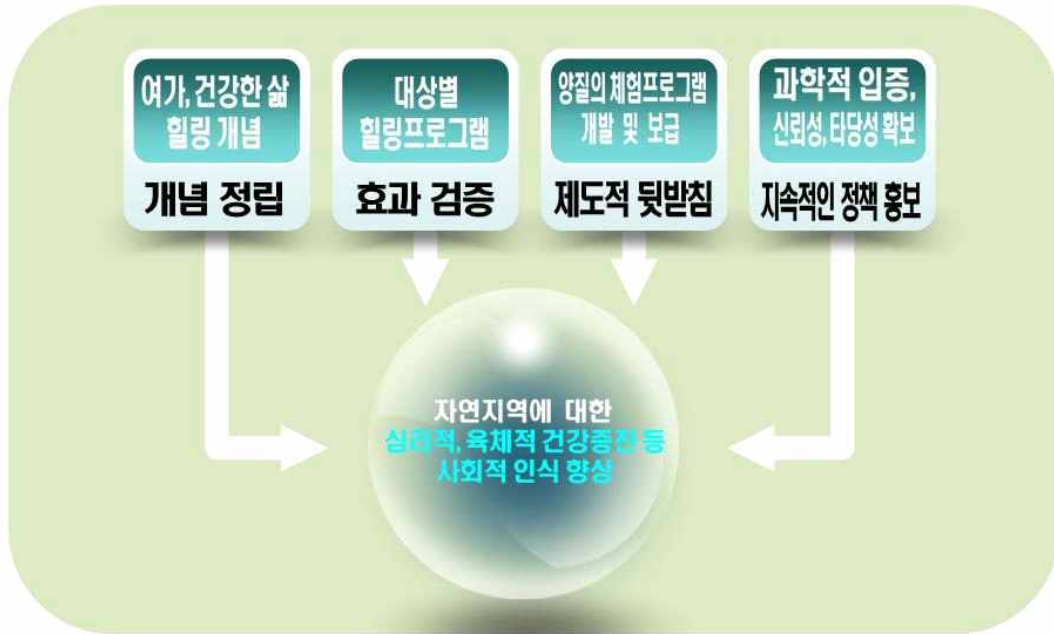 여가, 건강한 삶
힐링 개념
개념 정립
대상별
힐링프로그램
효과 검증
양질의 체험프로그램
개발 및 보급
제도적 뒷받침
과학적 입증,
신뢰성, 타당성 확보
지속적인 정책 홍보
자연지역에 대한
심리적, 육체적 건강증진 등
사회적 인식 향상